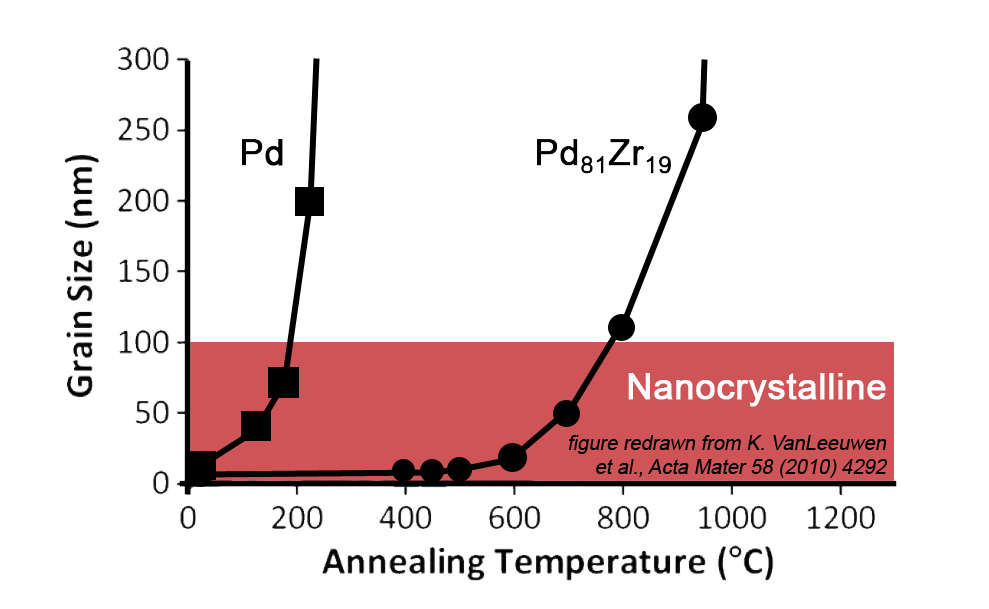 300
250
200
150
100
50
0
Grain Size (nm)
Pd
Pd₈₁Zr₁₉
Nanocrystalline
figure redrawn from K. VanLeeuwen
et al., Acta Mater 58 (2010) 4292
0 200 400 600 800 1000 1200
Annealing Temperature (°C)